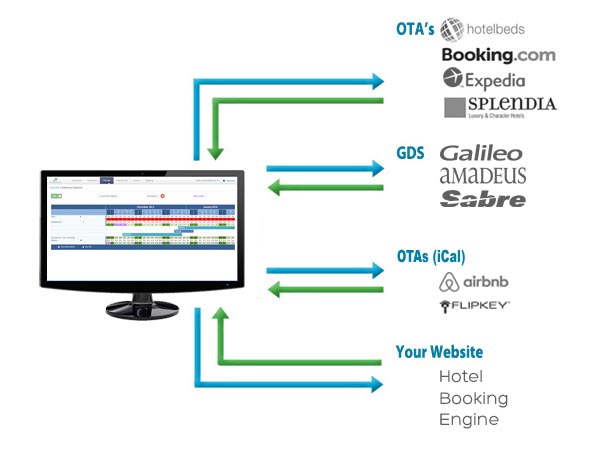 OTA's
hotelbeds
Booking.com
Expedia
SPLENDIA
Luxury & Character Hotels
GDS
Galileo
AMADEUS
Sabre
OTAs (iCal)
airbnb
FLIPKEY
Your Website
Hotel
Booking
Engine